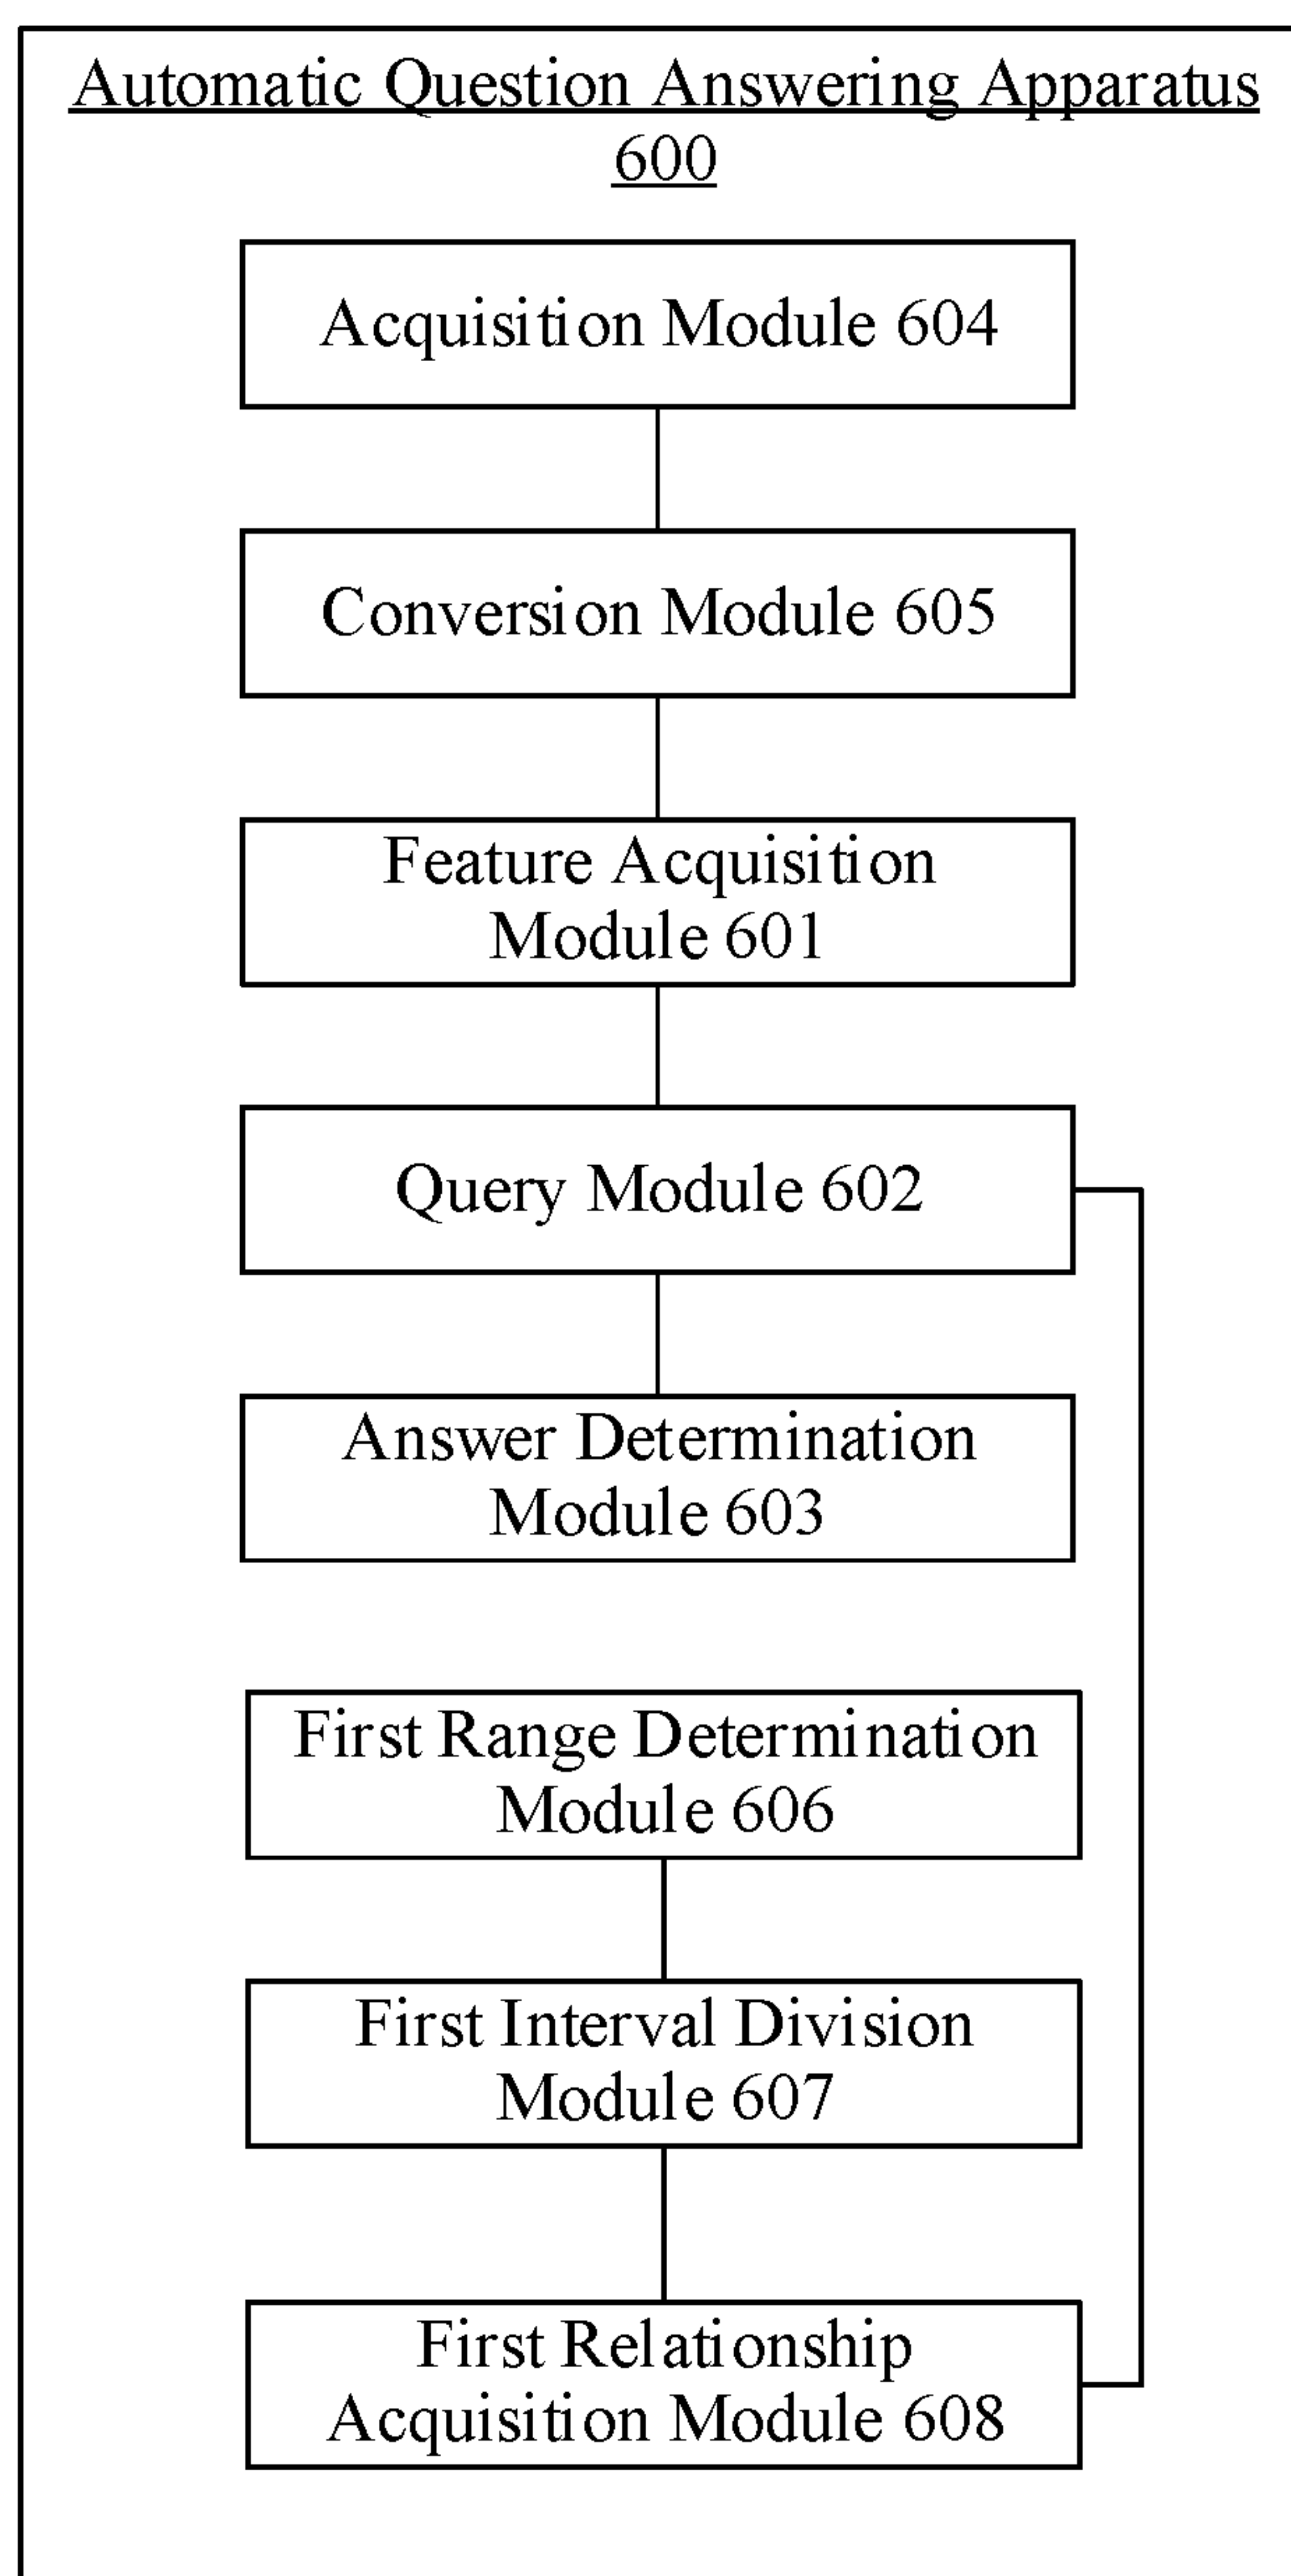 Automatic Question Answering Apparatus
600
Acquisition Module 604
Conversion Module 605
Feature Acquisition
Module 601
Query Module 602
Answer Determination
Module 603
First Range Determination
Module 606
First Interval Division
Module 607
First Relationship
Acquisition Module 608